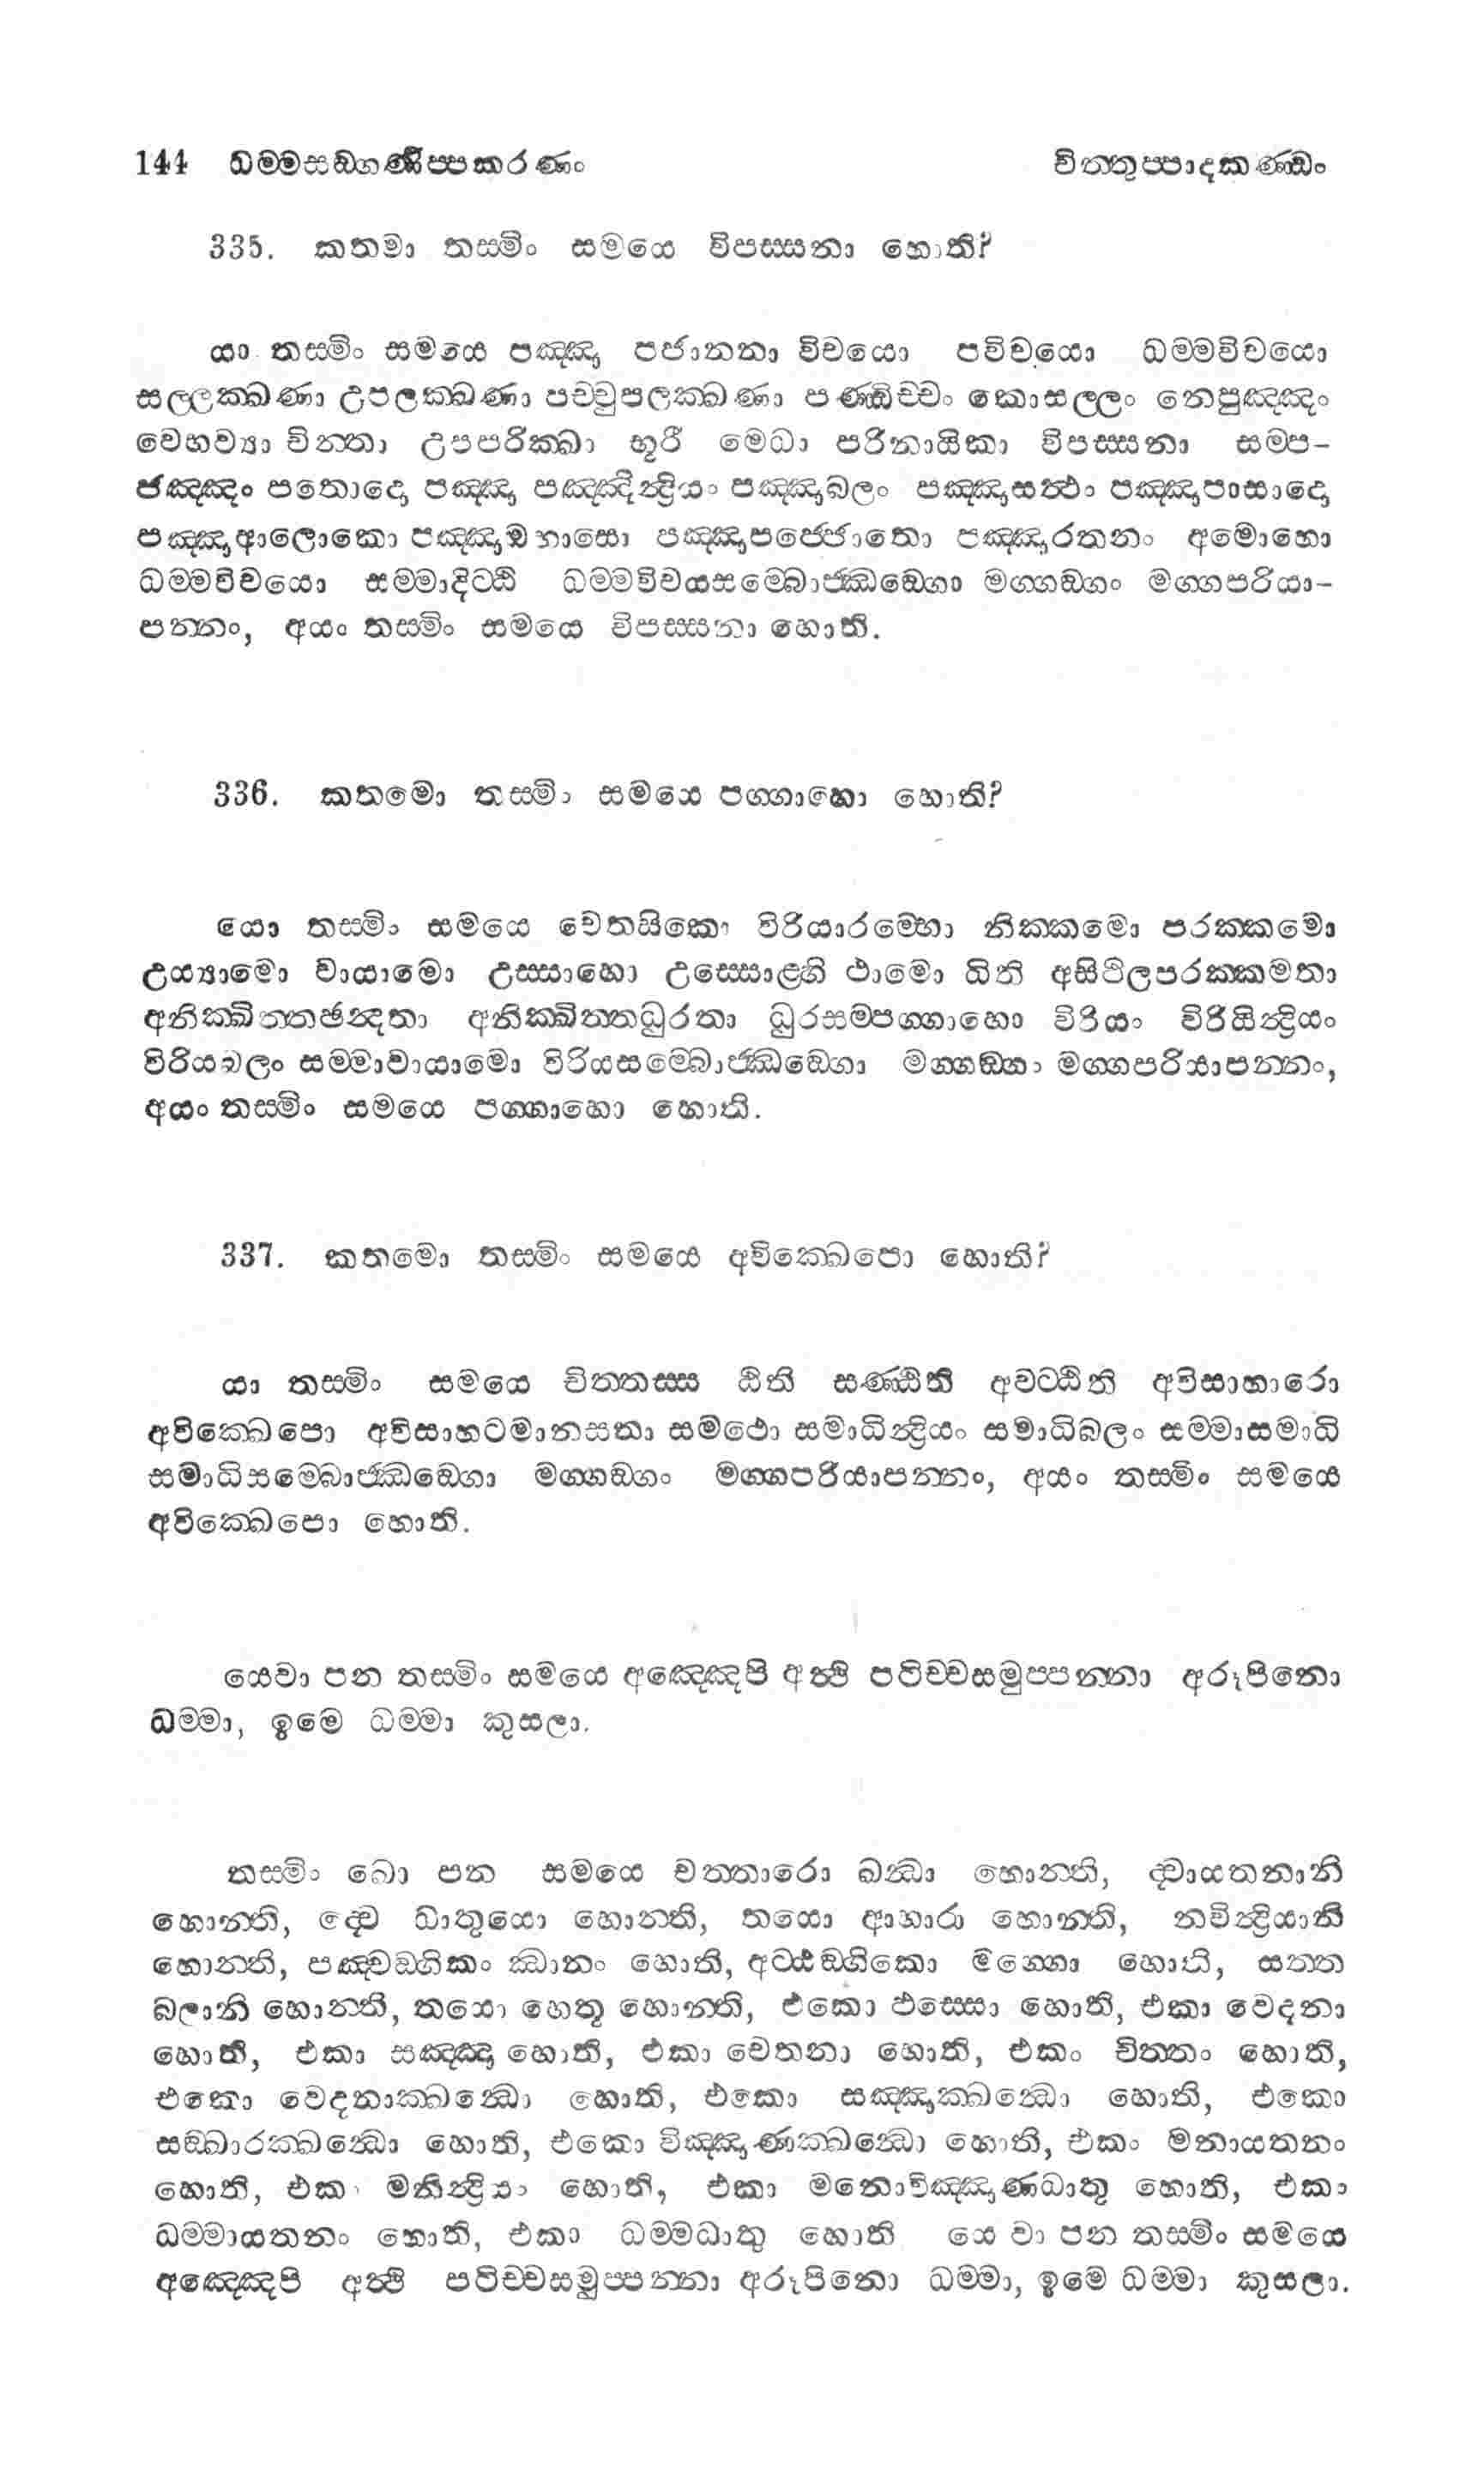 144 ධම්මසඞ්ගණිප්පකරණං චිත්තුප්පාදකණ්ඩං
335. කතමා තස්මිං සමයෙ විපස්සනා හොති?
යා තස්මිං සමයෙ පඤ්ඤා පජානනා විචයො පවිචයො ධම්මවිචයො
සල්ලක්ඛණා උපලක්ඛණා පච්චුපලක්ඛණා පණ්ඩිච්චං කොසල්ලං නෙපුඤ්ඤං
වෙභව්‍යා චින්තා උපපරික්ඛා භූරී මෙධා පරිනායිකා විපස්සනා සම්ප-
ජඤ්ඤං පතොදො පඤ්ඤා පඤ්ඤින්ද්‍රියං පඤ්ඤාබලං පඤ්ඤාසත්ථං පඤ්ඤාපාසාදො
පඤ්ඤාආලොකො පඤ්ඤාඔභාසො පඤ්ඤාපජ්ජොතො පඤ්ඤාරතනං අමොහො
ධම්මවිචයො සම්මාදිට්ඨි ධම්මවිචයසම්බොජ්ඣඞ්ගො මග්ගඞ්ගං මග්ගපරියා-
පන්නං, අයං තස්මිං සමයෙ විපස්සනා හොති.
336. කතමො තස්මිං සමයෙ පග්ගාහො හොති?
යො තස්මිං සමයෙ චෙතසිකො විරියාරම්භො නික්කමො පරක්කමො
උය්‍යාමො වායාමො උස්සාහො උස්සොළ්හි ථාමො ඨිති අසිථිලපරක්කමතා
අනික්ඛිත්තඡන්දතා අනික්ඛිත්තධුරතා ධුරසම්පග්ගාහො විරියං විරියින්ද්‍රියං
විරියබලං සම්මාවායාමො විරියසම්බොජ්ඣඞ්ගො මග්ගඞ්ගං මග්ගපරියාපන්නං,
අයං තස්මිං සමයෙ පග්ගාහො හොති.
337. කතමො තස්මිං සමයෙ අවික්ඛෙපො හොති?
යා තස්මිං සමයෙ චිත්තස්ස ඨිති සණ්ඨිති අවට්ඨිති අවිසාහාරො
අවික්ඛෙපො අවිසාහටමානසතා සමථො සමාධින්ද්‍රියං සමාධිබලං සම්මාසමාධි
සමාධිසම්බොජ්ඣඞ්ගො මග්ගඞ්ගං මග්ගපරියාපන්නං, අයං තස්මිං සමයෙ
අවික්ඛෙපො හොති.
යෙවා පන තස්මිං සමයෙ අඤ්ඤෙපි අත්ථි පටිච්චසමුප්පන්නා අරූපිනො
ධම්මා, ඉමෙ ධම්මා කුසලා.
තස්මිං ඛො පන සමයෙ චත්තාරො ඛන්ධා හොන්ති, ද්වායතනානි
හොන්ති, ද්වෙ ධාතුයො හොන්ති, තයො ආහාරා හොන්ති, නවින්ද්‍රියානි
හොන්ති, පඤ්චඞ්ගිකං ඣානං හොති, අට්ඨඞ්ගිකො මග්ගො හොති, සත්ත
බලානි හොන්ති, තයො හෙතූ හොන්ති, එකො ඵස්සො හොති, එකා වෙදනා
හොති, එකා සඤ්ඤා හොති, එකා චෙතනා හොති, එකං චිත්තං හොති,
එකො වෙදනාක්ඛන්ධො හොති, එකො සඤ්ඤාක්ඛන්ධො හොති, එකො
සඞ්ඛාරක්ඛන්ධො හොති, එකො විඤ්ඤාණක්ඛන්ධො හොති, එකං මනායතනං
හොති, එකං මනින්ද්‍රියං හොති, එකා මනොවිඤ්ඤාණධාතු හොති, එකං
ධම්මායතනං හොති, එකා ධම්මධාතු හොති යෙ වා පන තස්මිං සමයෙ
අඤ්ඤෙපි අත්ථි පටිච්චසමුප්පන්නා අරූපිනො ධම්මා, ඉමෙ ධම්මා කුසලා.